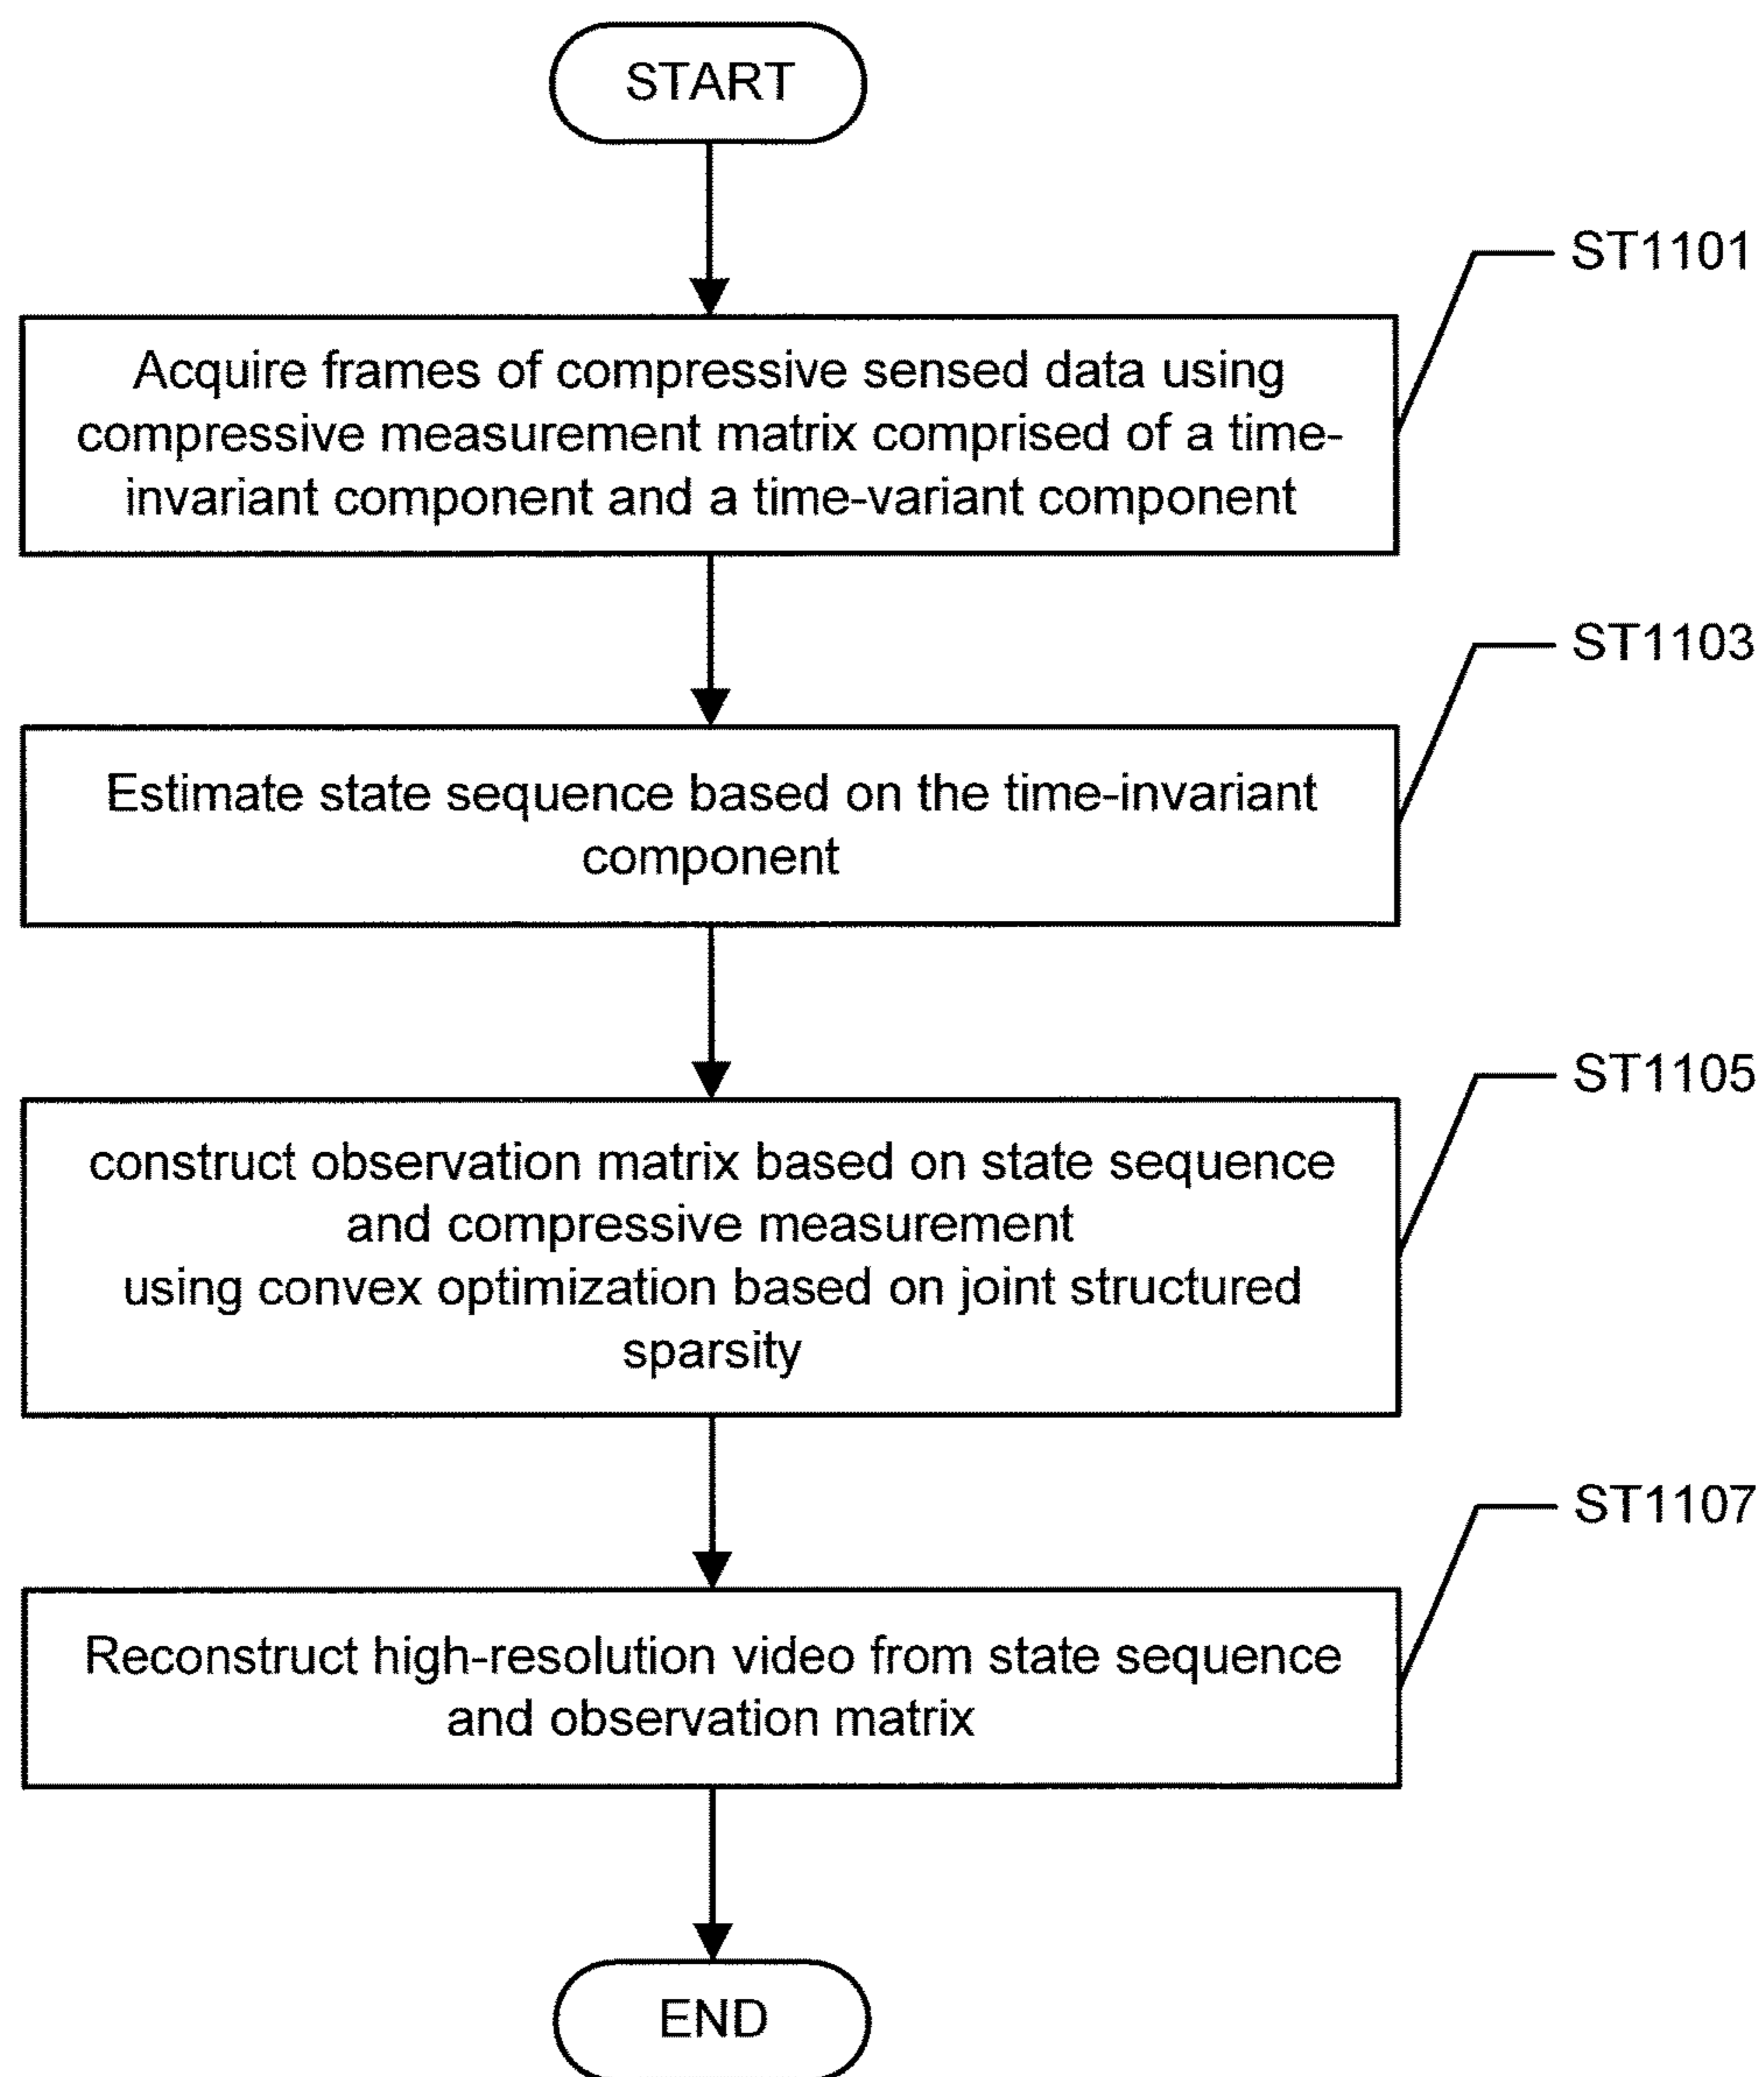 START
ST1101
Acquire frames of compressive sensed data using
compressive measurement matrix comprised of a time-
invariant component and a time-variant component
ST1103
Estimate state sequence based on the time-invariant
component
ST1105
construct observation matrix based on state sequence
and compressive measurement
using convex optimization based on joint structured
sparsity
ST1107
Reconstruct high-resolution video from state sequence
and observation matrix
END